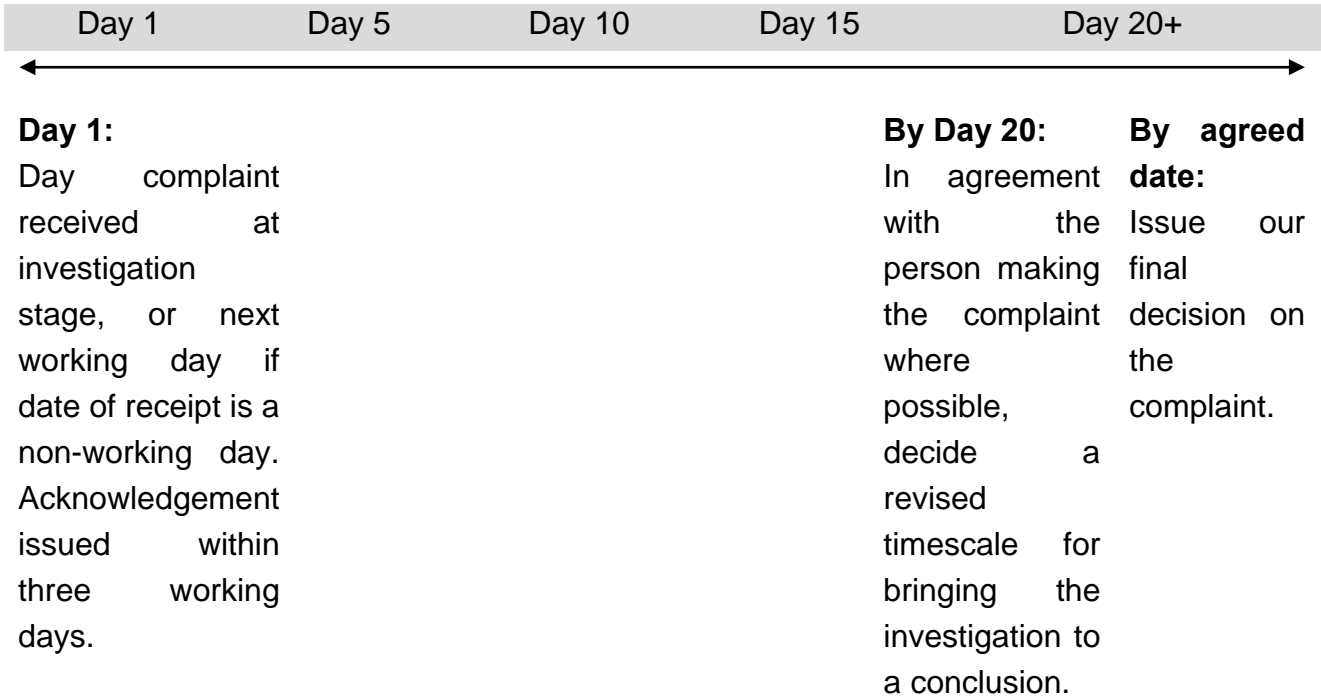 Day 1 Day 5 Day 10 Day 15 Day 20+
Day 1:
Day complaint
received at
investigation
stage, or next
working day if
date of receipt is a
non-working day.
Acknowledgement
issued within
three working
days.
By Day 20:
In agreement
with the
person making
the complaint
where
possible,
decide a
revised
timescale for
bringing the
investigation to
a conclusion.
By agreed
date:
Issue our
final
decision on
the
complaint.